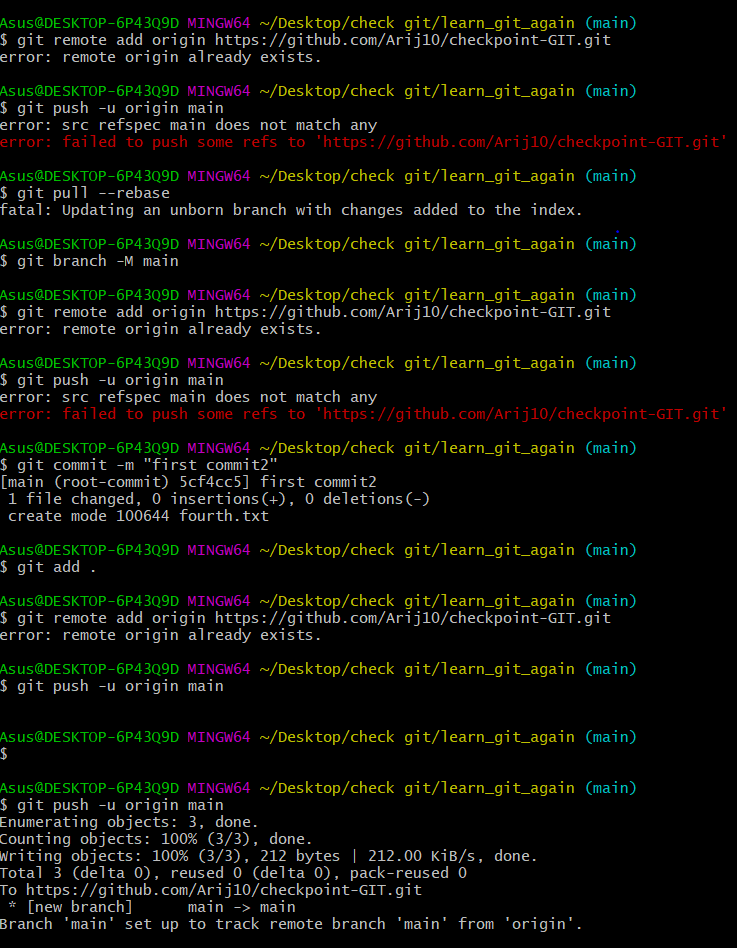 Asus@DESKTOP-6P43Q9D MINGW64 ~/Desktop/check git/learn_git_again (main)
$ git remote add origin https://github.com/Arij10/checkpoint-GIT.git
error: remote origin already exists.
Asus@DESKTOP-6P43Q9D MINGW64 ~/Desktop/check git/learn_git_again (main)
$ git push -u origin main
error: src refspec main does not match any
error: failed to push some refs to 'https://github.com/Arij10/checkpoint-GIT.git'
Asus@DESKTOP-6P43Q9D MINGW64 ~/Desktop/check git/learn_git_again (main)
$ git pull --rebase
fatal: Updating an unborn branch with changes added to the index.
Asus@DESKTOP-6P43Q9D MINGW64 ~/Desktop/check git/learn_git_again (main)
$ git branch -M main
Asus@DESKTOP-6P43Q9D MINGW64 ~/Desktop/check git/learn_git_again (main)
$ git remote add origin https://github.com/Arij10/checkpoint-GIT.git
error: remote origin already exists.
Asus@DESKTOP-6P43Q9D MINGW64 ~/Desktop/check git/learn_git_again (main)
$ git push -u origin main
error: src refspec main does not match any
error: failed to push some refs to 'https://github.com/Arij10/checkpoint-GIT.git'
Asus@DESKTOP-6P43Q9D MINGW64 ~/Desktop/check git/learn_git_again (main)
$ git commit -m "first commit2"
[main (root-commit) 5cf4cc5] first commit2
1 file changed, 0 insertions(+), 0 deletions(-)
create mode 100644 fourth.txt
Asus@DESKTOP-6P43Q9D MINGW64 ~/Desktop/check git/learn_git_again (main)
$ git add .
Asus@DESKTOP-6P43Q9D MINGW64 ~/Desktop/check git/learn_git_again (main)
$ git remote add origin https://github.com/Arij10/checkpoint-GIT.git
error: remote origin already exists.
Asus@DESKTOP-6P43Q9D MINGW64 ~/Desktop/check git/learn_git_again (main)
$ git push -u origin main
Asus@DESKTOP-6P43Q9D MINGW64 ~/Desktop/check git/learn_git_again (main)
$
Asus@DESKTOP-6P43Q9D MINGW64 ~/Desktop/check git/learn_git_again (main)
$ git push -u origin main
Enumerating objects: 3, done.
Counting objects: 100% (3/3), done.
Writing objects: 100% (3/3), 212 bytes | 212.00 KiB/s, done.
Total 3 (delta 0), reused 0 (delta 0), pack-reused 0
To https://github.com/Arij10/checkpoint-GIT.git
* [new branch]      main -> main
Branch 'main' set up to track remote branch 'main' from 'origin'.